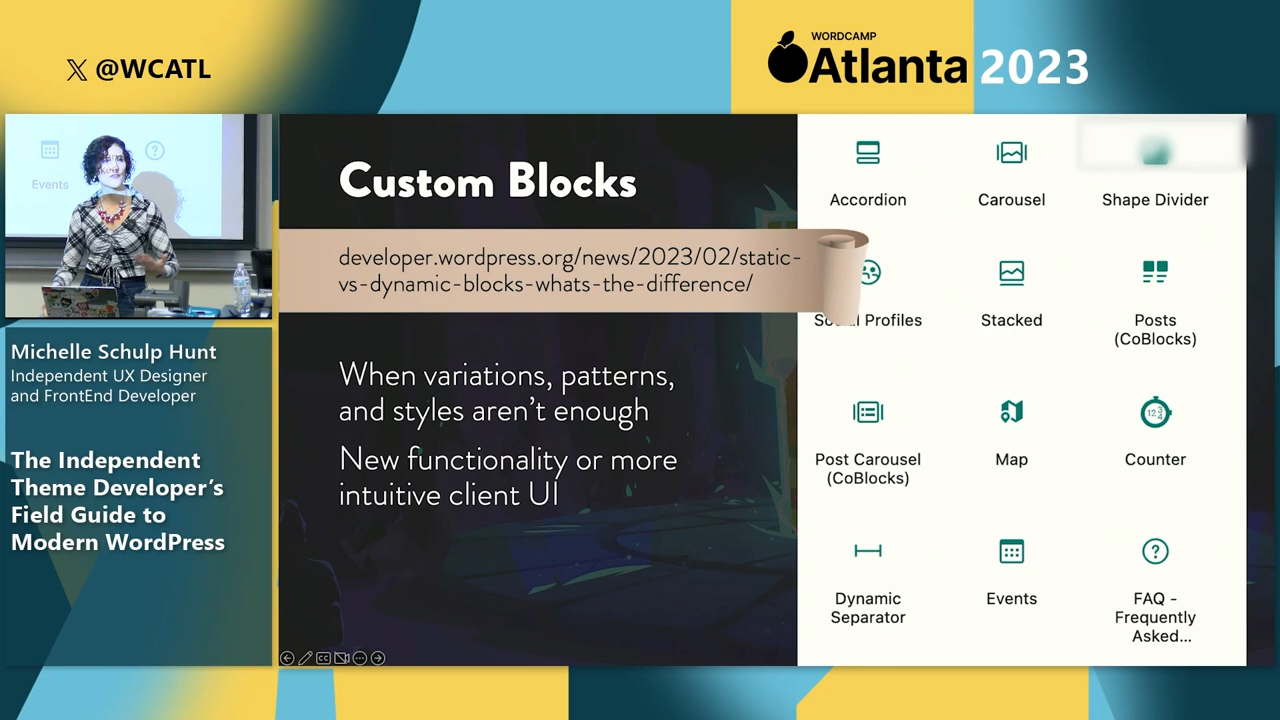 @WCATL
WORDCAMP
Atlanta 2023
Events
Michelle Schulp Hunt
Independent UX Designer
and FrontEnd Developer
The Independent
Theme Developer's
Field Guide to
Modern WordPress
Custom Blocks
developer.wordpress.org/news/2023/02/static-
vs-dynamic-blocks-whats-the-difference/
When variations, patterns,
and styles aren't enough
New functionality or more
intuitive client UI
Accordion
Carousel
Shape Divider
Profiles
Stacked
Posts
(CoBlocks)
Post Carousel
(CoBlocks)
Map
Counter
Dynamic
Separator
Events
FAQ -
Frequently
Asked...